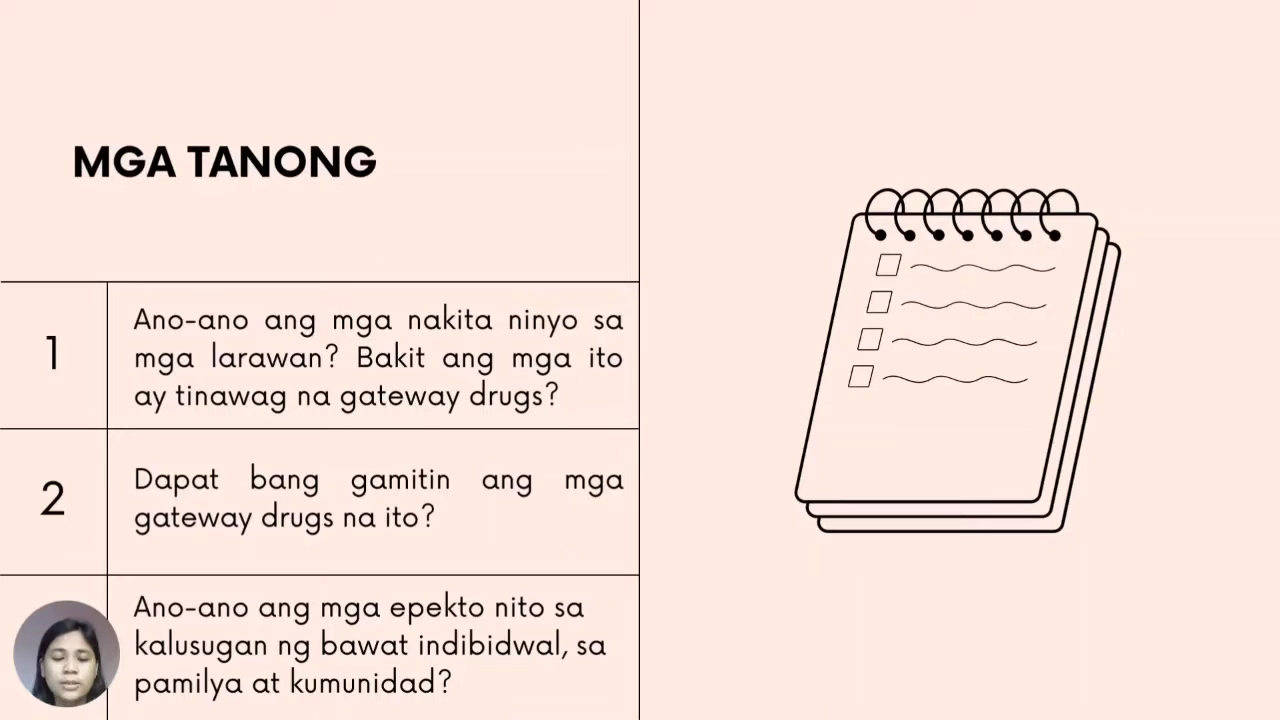 MGA TANONG
1
Ano-ano ang mga nakita ninyo sa
mga larawan? Bakit ang mga ito
ay tinawag na gateway drugs?
2
Dapat bang gamitin ang mga
gateway drugs na ito?
Ano-ano ang mga epekto nito sa
kalusugan ng bawat indibidwal, sa
pamilya at kumunidad?